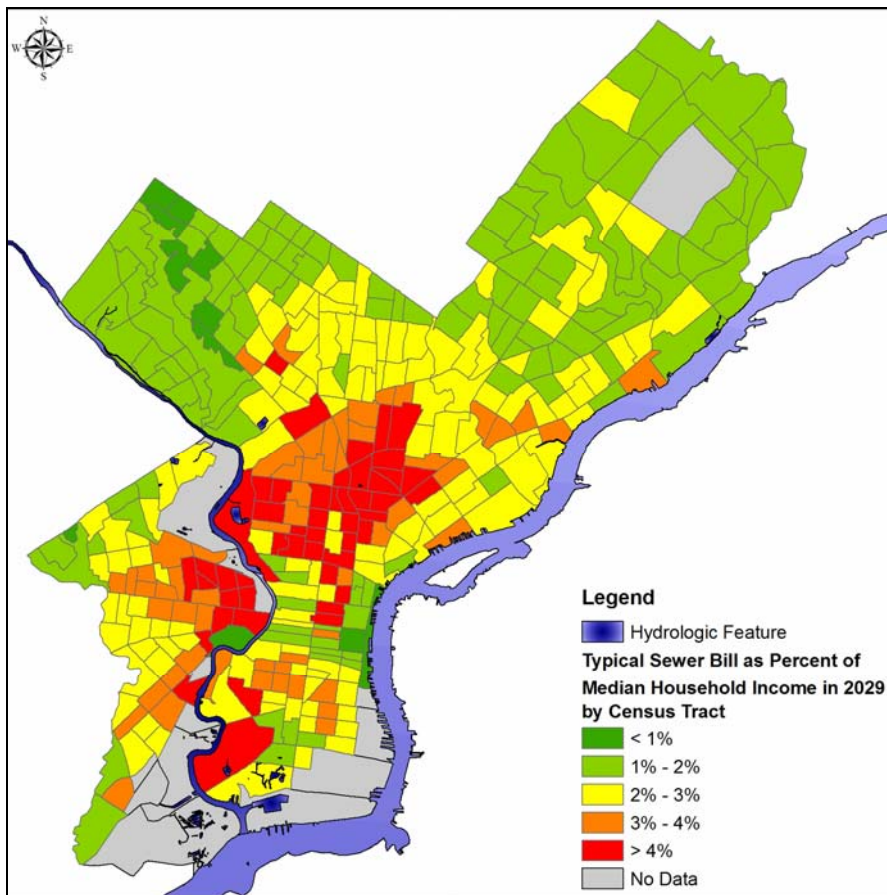 N
W E
S
Legend
Hydrologic Feature
Typical Sewer Bill as Percent of
Median Household Income in 2029
by Census Tract
< 1%
1% - 2%
2% - 3%
3% - 4%
> 4%
No Data